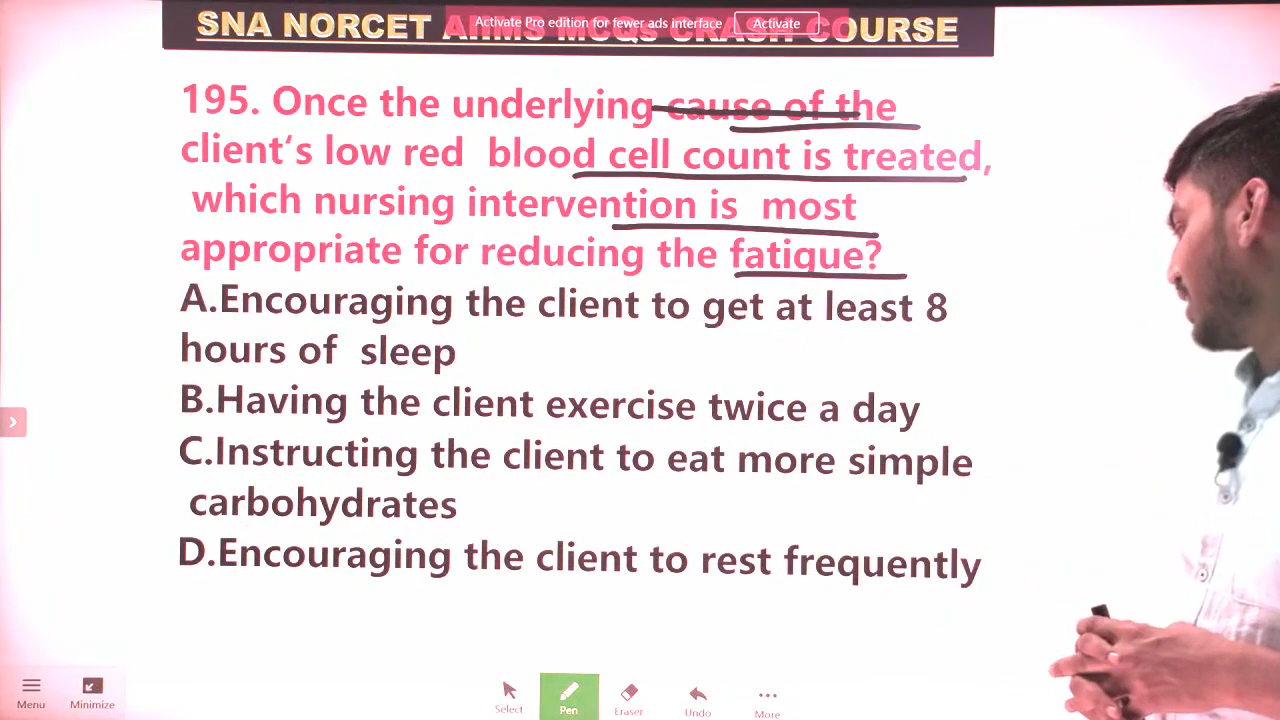 SNA NORCET AIIMS MCQs CRASH COURSE
Activate Pro edition for fewer ads interface
Activate
195. Once the underlying cause of the
client‘s low red blood cell count is treated,
which nursing intervention is most
appropriate for reducing the fatigue?
A.Encouraging the client to get at least 8
hours of sleep
B.Having the client exercise twice a day
C.Instructing the client to eat more simple
carbohydrates
D.Encouraging the client to rest frequently
Menu
Minimize
Select
Pen
Eraser
Undo
More